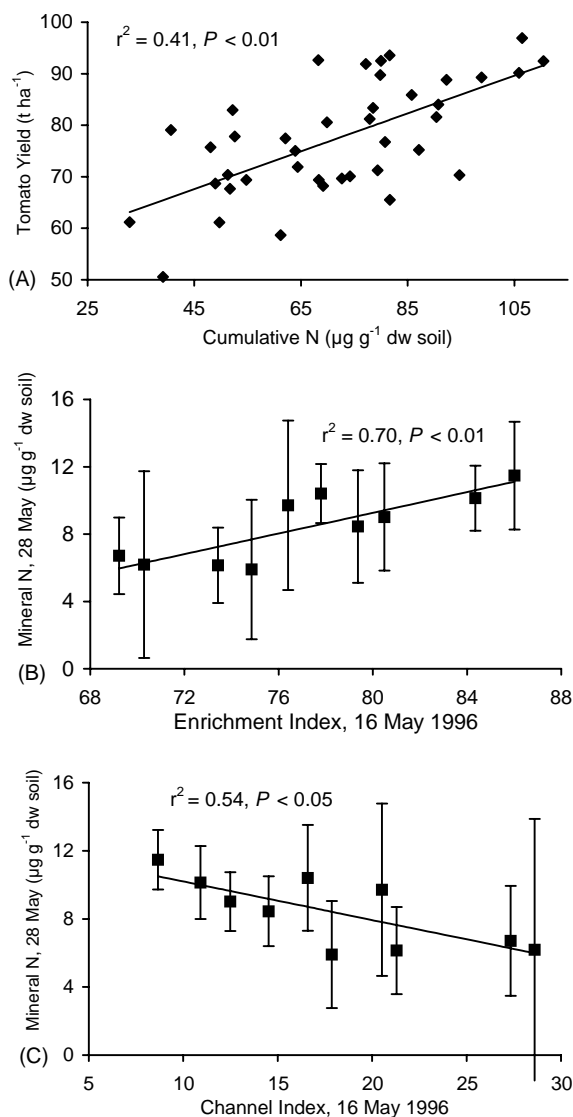 r² = 0.41, P < 0.01
100
90
80
70
60
50
Tomato Yield (t ha⁻¹)
(A)
25 45 65 85 105
Cumulative N (µg g⁻¹ dw soil)
r² = 0.70, P < 0.01
16
12
8
4
0
Mineral N, 28 May (µg g⁻¹ dw soil)
(B)
68 72 76 80 84 88
Enrichment Index, 16 May 1996
r² = 0.54, P < 0.05
16
12
8
4
0
Mineral N, 28 May (µg g⁻¹ dw soil)
(C)
5 10 15 20 25 30
Channel Index, 16 May 1996